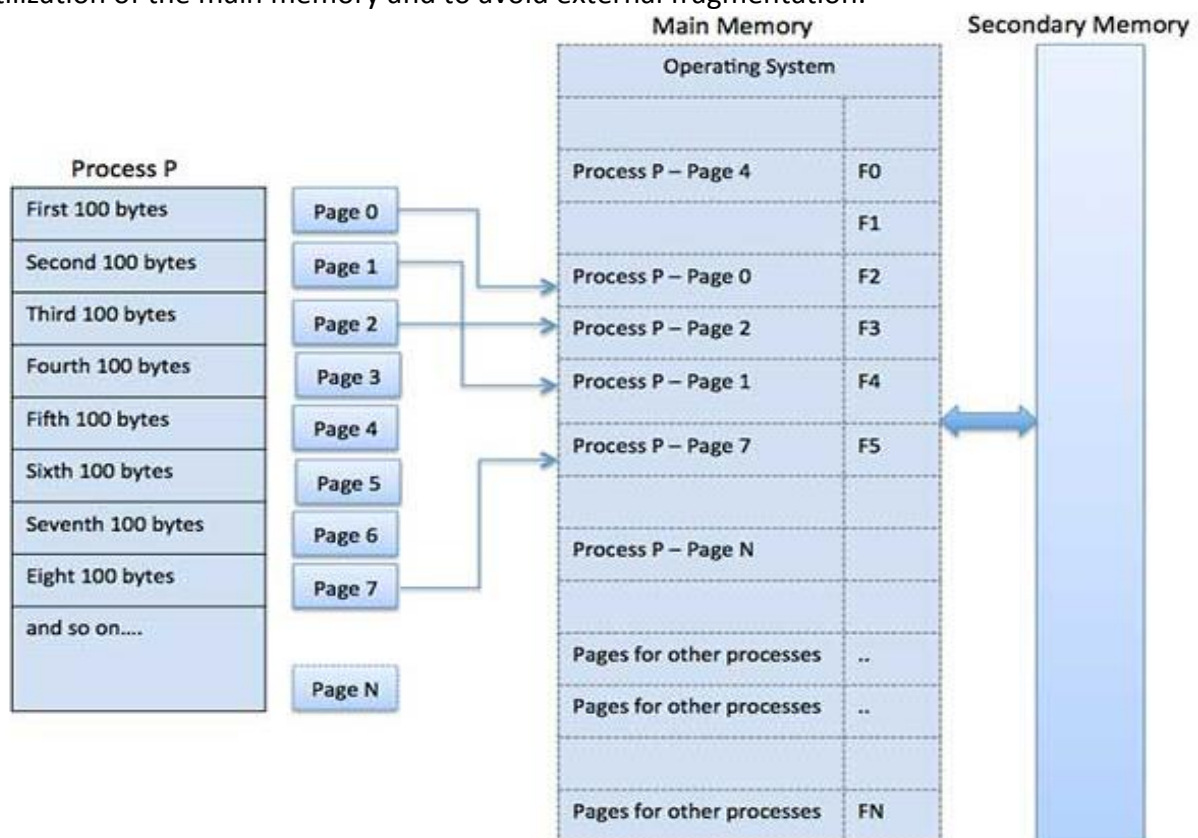 utilization of the main memory and to avoid external fragmentation.
Main Memory
Secondary Memory
Operating System
Process P
First 100 bytes
Second 100 bytes
Third 100 bytes
Fourth 100 bytes
Fifth 100 bytes
Sixth 100 bytes
Seventh 100 bytes
Eight 100 bytes
and so on....
Page 0
Page 1
Page 2
Page 3
Page 4
Page 5
Page 6
Page 7
Page N
Process P – Page 4 F0
F1
Process P – Page 0 F2
Process P – Page 2 F3
Process P – Page 1 F4
Process P – Page 7 F5
Process P – Page N
Pages for other processes ..
Pages for other processes ..
Pages for other processes FN